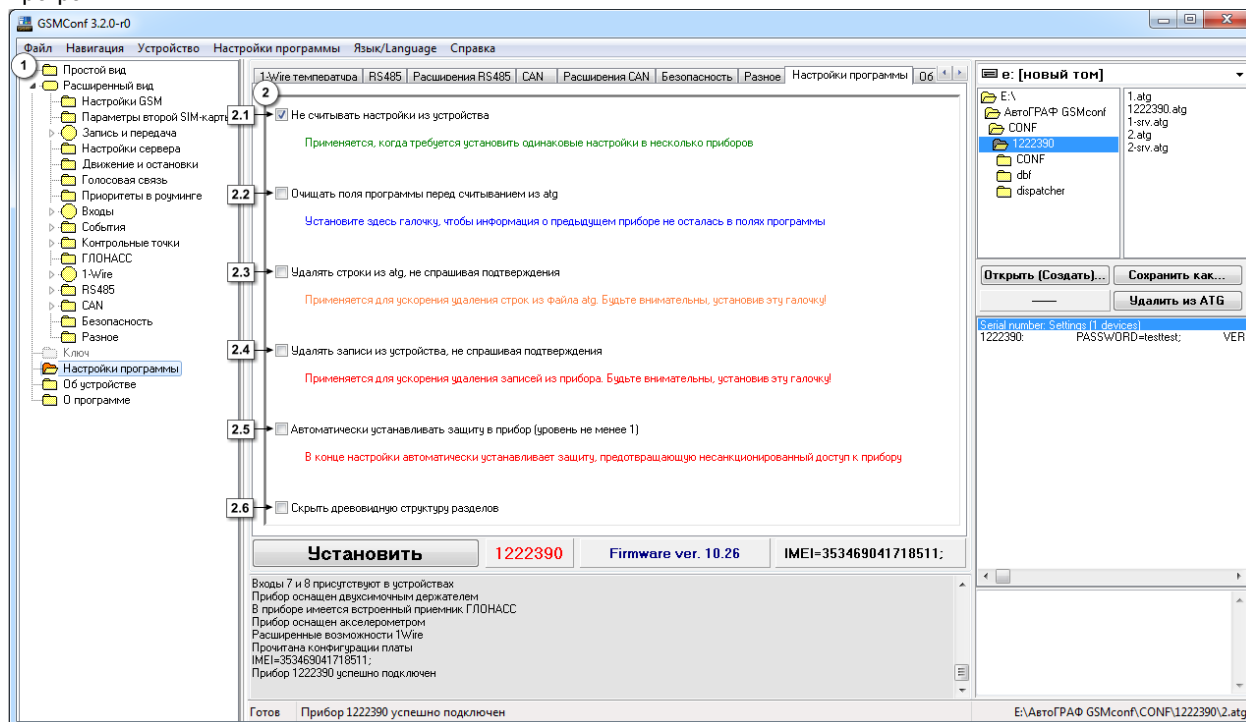 GSMConf 3.2.0-r0
Файл Навигация Устройство Настройки программы Язык/Language Справка
1
Простой вид
Расширенный вид
Настройки GSM
Параметры второй SIM-карты
Запись и передача
Настройки сервера
Движение и остановки
Голосовая связь
Приоритеты в роуминге
Входы
События
Контрольные точки
ГЛОНАСС
1-Wire
RS485
CAN
Безопасность
Разное
Ключ
Настройки программы
Об устройстве
О программе
1-Wire температура RS485 Расширения RS485 CAN Расширения CAN Безопасность Разное Настройки программы Об
2
2.1 Не считывать настройки из устройства
Применяется, когда требуется установить одинаковые настройки в несколько приборов
2.2 Очищать поля программы перед считыванием из atg
Установите здесь галочку, чтобы информация о предыдущем приборе не осталась в полях программы
2.3 Удалять строки из atg, не спрашивая подтверждения
Применяется для ускорения удаления строк из файла atg. Будьте внимательны, установив эту галочку!
2.4 Удалять записи из устройства, не спрашивая подтверждения
Применяется для ускорения удаления записей из прибора. Будьте внимательны, установив эту галочку!
2.5 Автоматически устанавливать защиту в прибор (уровень не менее 1)
В конце настройки автоматически устанавливает защиту, предотвращающую несанкционированный доступ к прибору
2.6 Скрыть древовидную структуру разделов
Установить 1222390 Firmware ver. 10.26 IMEI=353469041718511;
Входы 7 и 8 присутствуют в устройствах
Прибор оснащен двухсимочным держателем
В приборе имеется встроенный приемник ГЛОНАСС
Прибор оснащен акселерометром
Расширенные возможности 1Wire
Прочитана конфигурации платы
IMEI=353469041718511;
Прибор 1222390 успешно подключен
e: [новый том]
E:\
АвтоГРАФ GSMconf
CONF
1222390
CONF
dbf
dispatcher
1.atg
1222390.atg
1-srv.atg
2.atg
2-srv.atg
Открыть (Создать)... Сохранить как...
Удалить из ATG
Serial number: Settings (1 devices)
1222390: PASSWORD=testtest; VER
Готов Прибор 1222390 успешно подключен E:\АвтоГРАФ GSMconf\CONF\1222390\2.atg